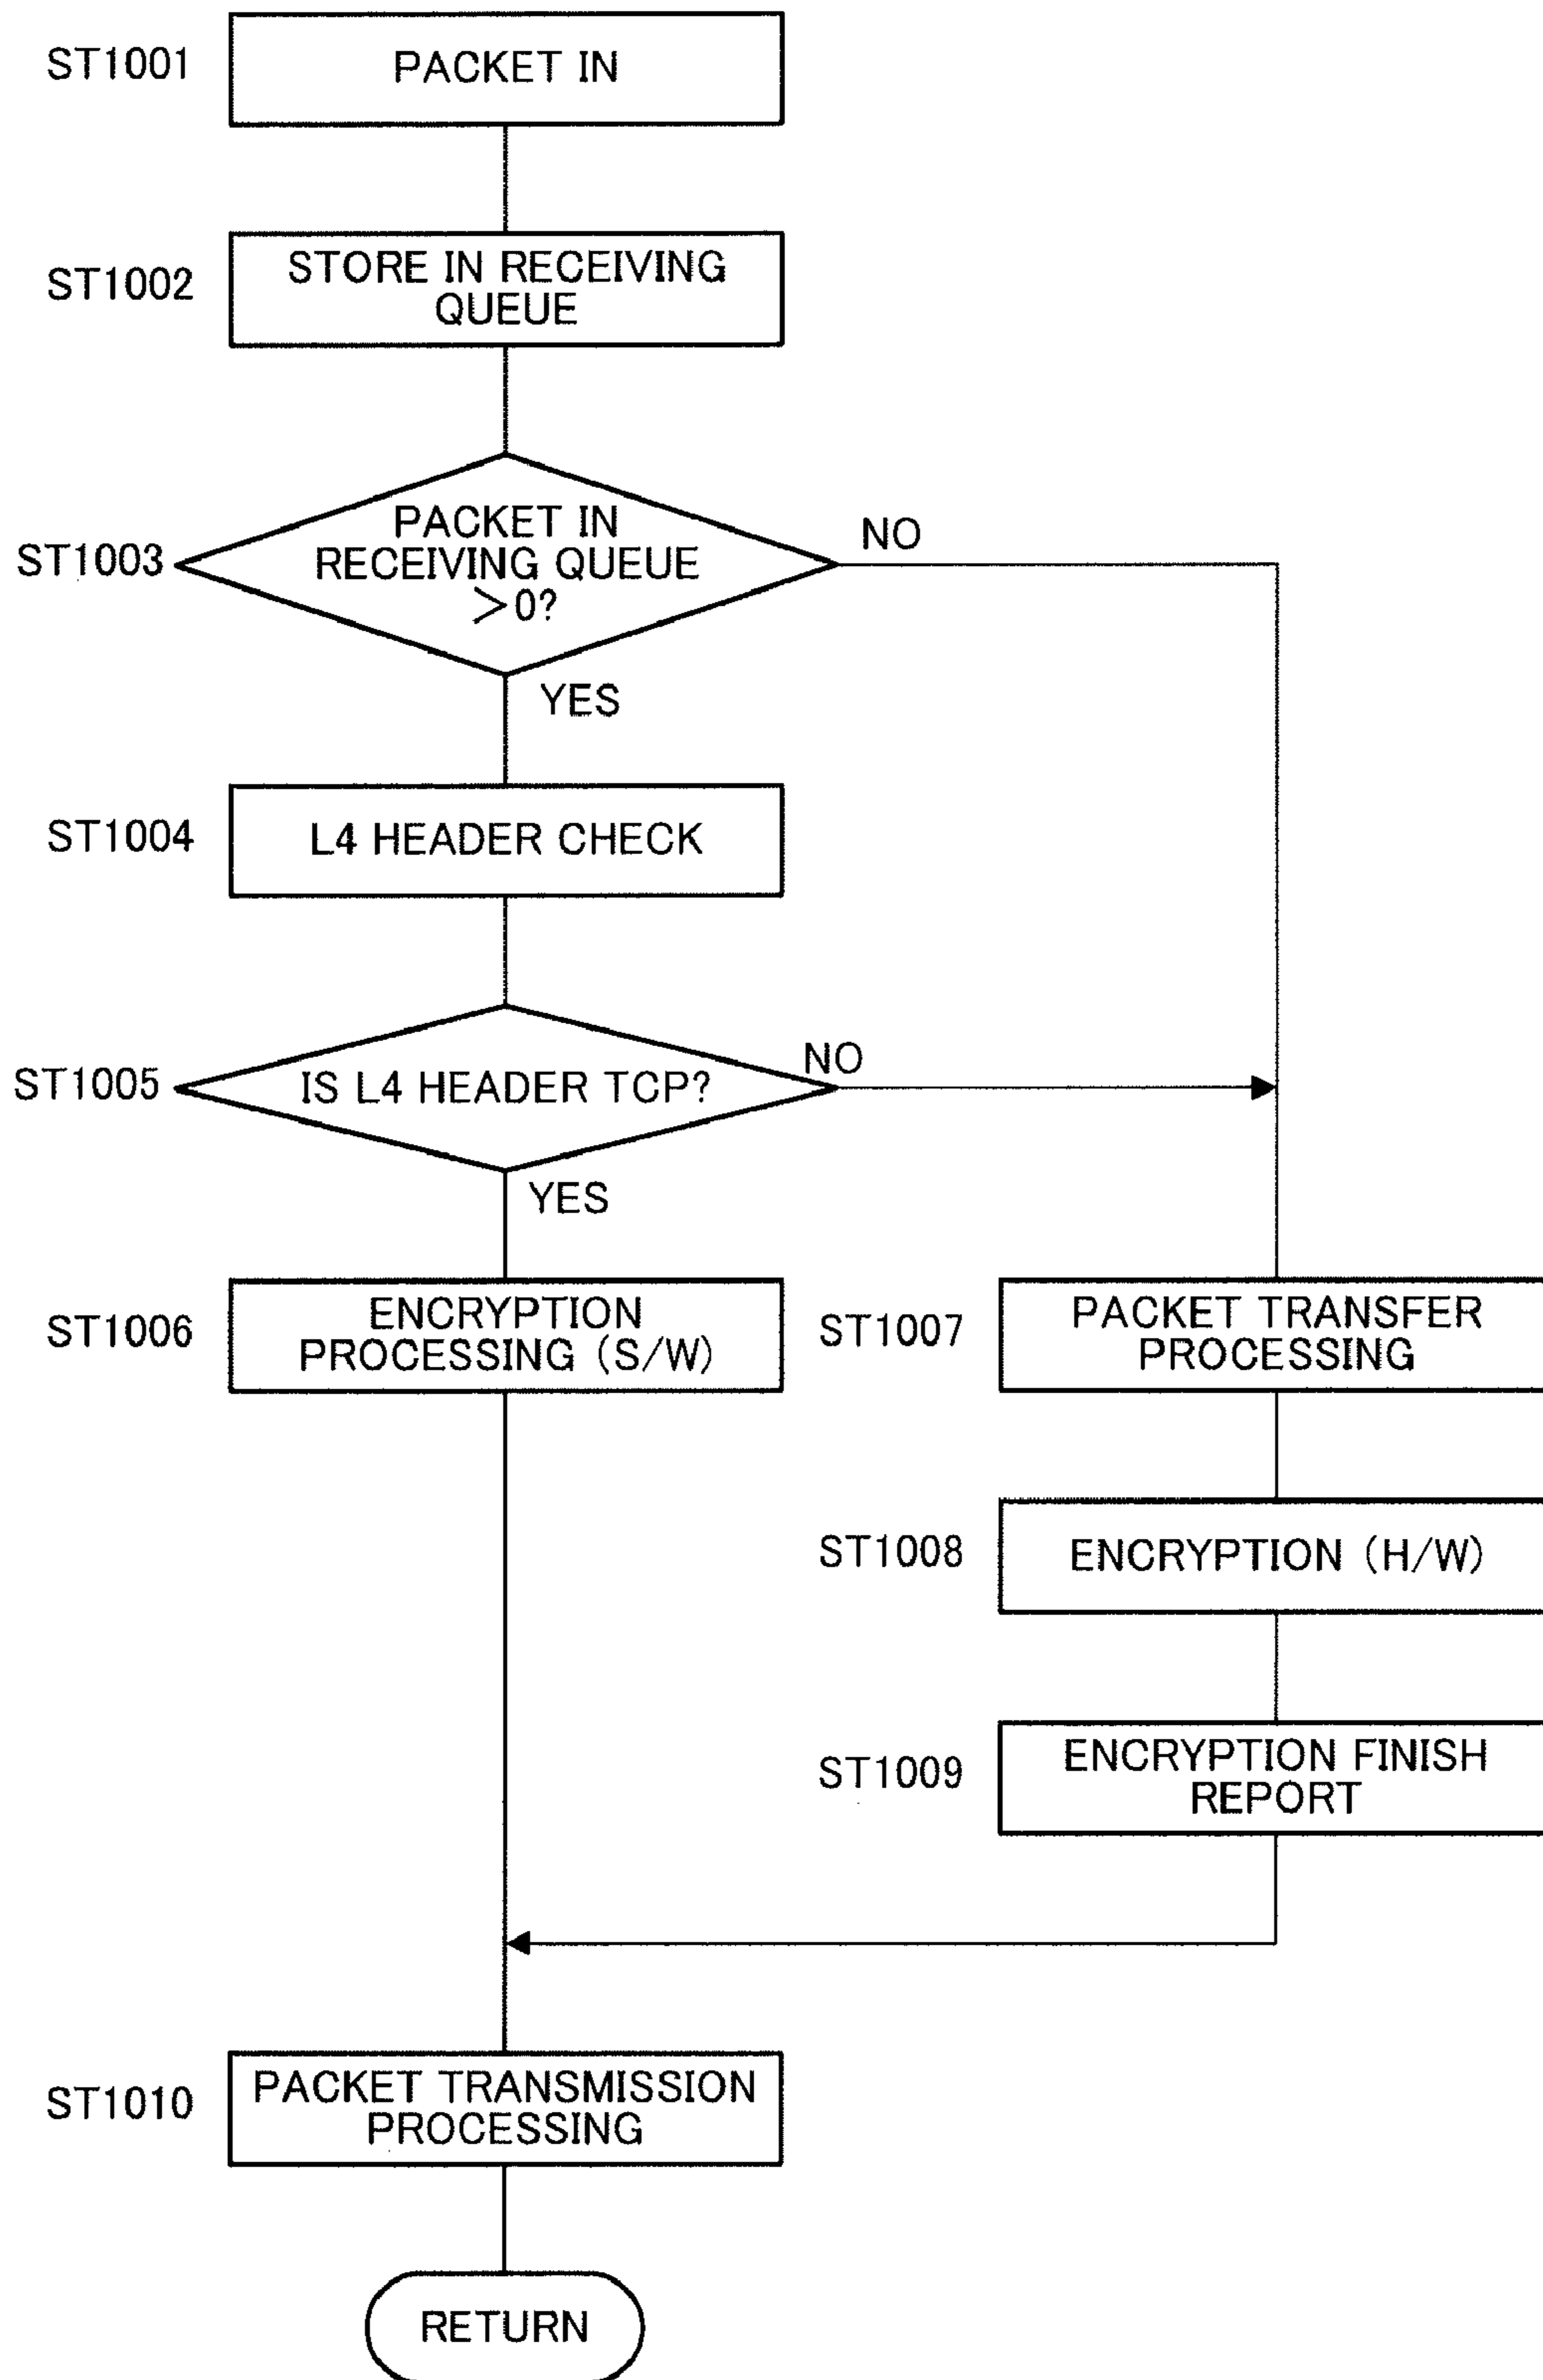 ST1001
PACKET IN
ST1002
STORE IN RECEIVING
QUEUE
ST1003
PACKET IN
RECEIVING QUEUE
>0?
NO
YES
ST1004
L4 HEADER CHECK
ST1005
IS L4 HEADER TCP?
NO
YES
ST1006
ENCRYPTION
PROCESSING (S/W)
ST1007
PACKET TRANSFER
PROCESSING
ST1008
ENCRYPTION (H/W)
ST1009
ENCRYPTION FINISH
REPORT
ST1010
PACKET TRANSMISSION
PROCESSING
RETURN